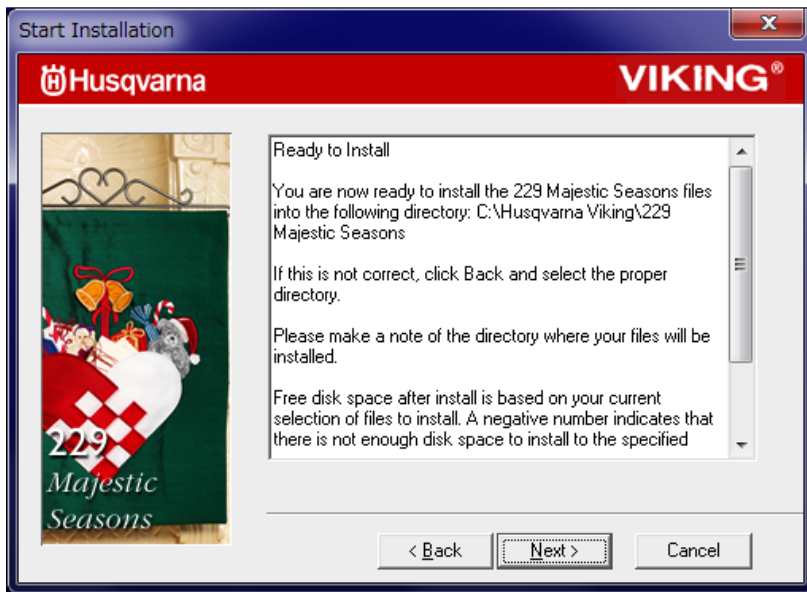 Start Installation
Husqvarna
VIKING®
Ready to Install
You are now ready to install the 229 Majestic Seasons files
into the following directory: C:\Husqvarna Viking\229
Majestic Seasons
If this is not correct, click Back and select the proper
directory.
Please make a note of the directory where your files will be
installed.
Free disk space after install is based on your current
selection of files to install. A negative number indicates that
there is not enough disk space to install to the specified
229
Majestic
Seasons
< Back
Next >
Cancel